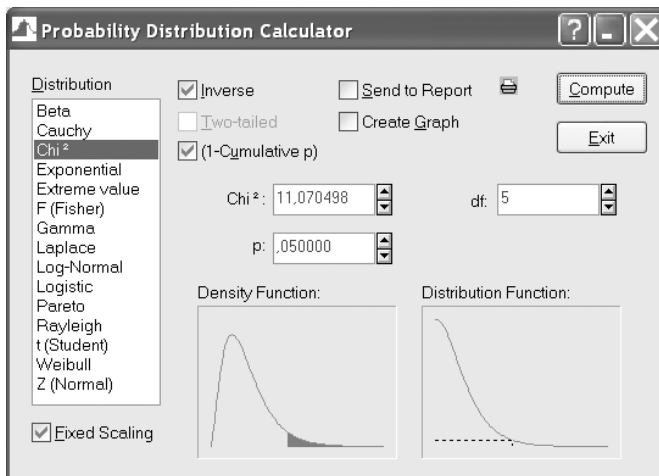 Probability Distribution Calculator
Distribution
Beta
Cauchy
Chi ²
Exponential
Extreme value
F (Fisher)
Gamma
Laplace
Log-Normal
Logistic
Pareto
Rayleigh
t (Student)
Weibull
Z (Normal)
Fixed Scaling
Inverse
Two-tailed
(1-Cumulative p)
Send to Report
Create Graph
Compute
Exit
Chi ²: 11,070498
df: 5
p: ,050000
Density Function:
Distribution Function: